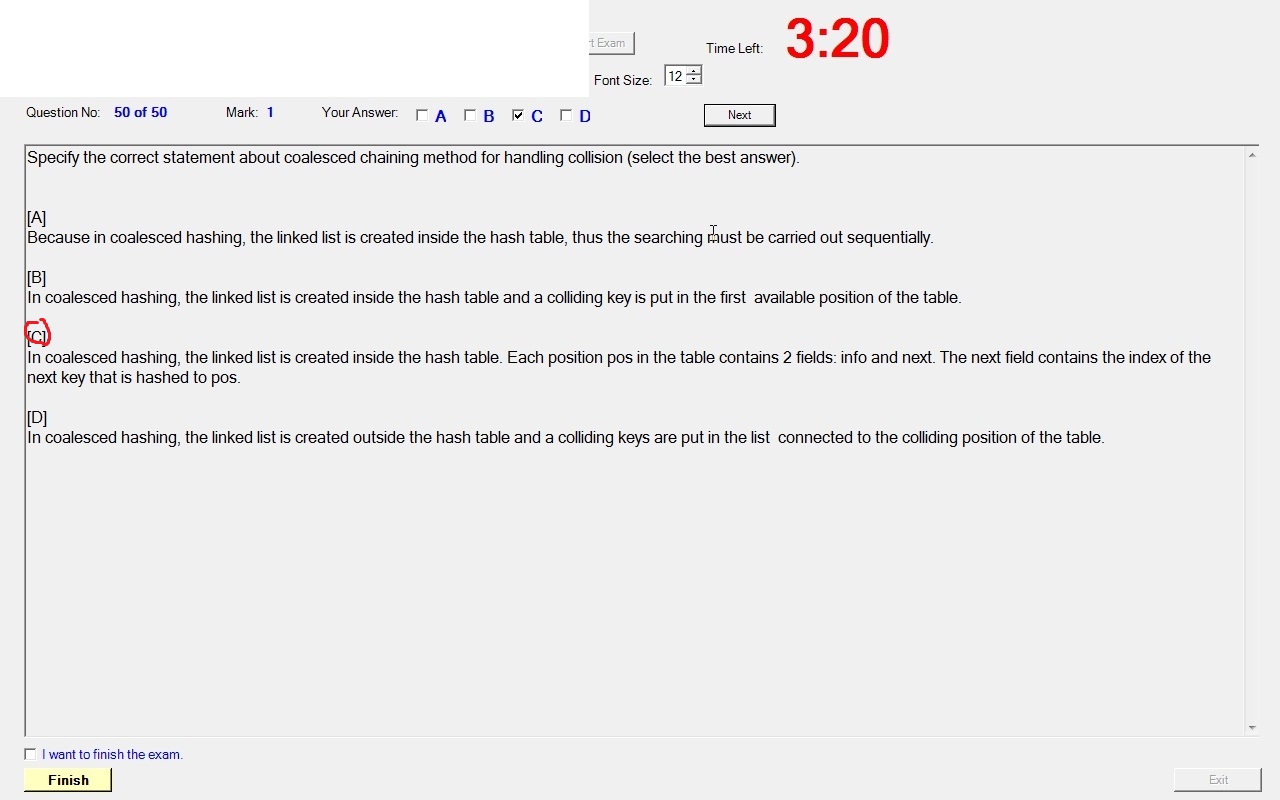 t Exam
Time Left: 3:20
Font Size: 12
Question No: 50 of 50 Mark: 1 Your Answer: A B C D Next
Specify the correct statement about coalesced chaining method for handling collision (select the best answer).
[A]
Because in coalesced hashing, the linked list is created inside the hash table, thus the searching must be carried out sequentially.
[B]
In coalesced hashing, the linked list is created inside the hash table and a colliding key is put in the first  available position of the table.
[C]
In coalesced hashing, the linked list is created inside the hash table. Each position pos in the table contains 2 fields: info and next. The next field contains the index of the
next key that is hashed to pos.
[D]
In coalesced hashing, the linked list is created outside the hash table and a colliding keys are put in the list  connected to the colliding position of the table.
I want to finish the exam.
Finish Exit